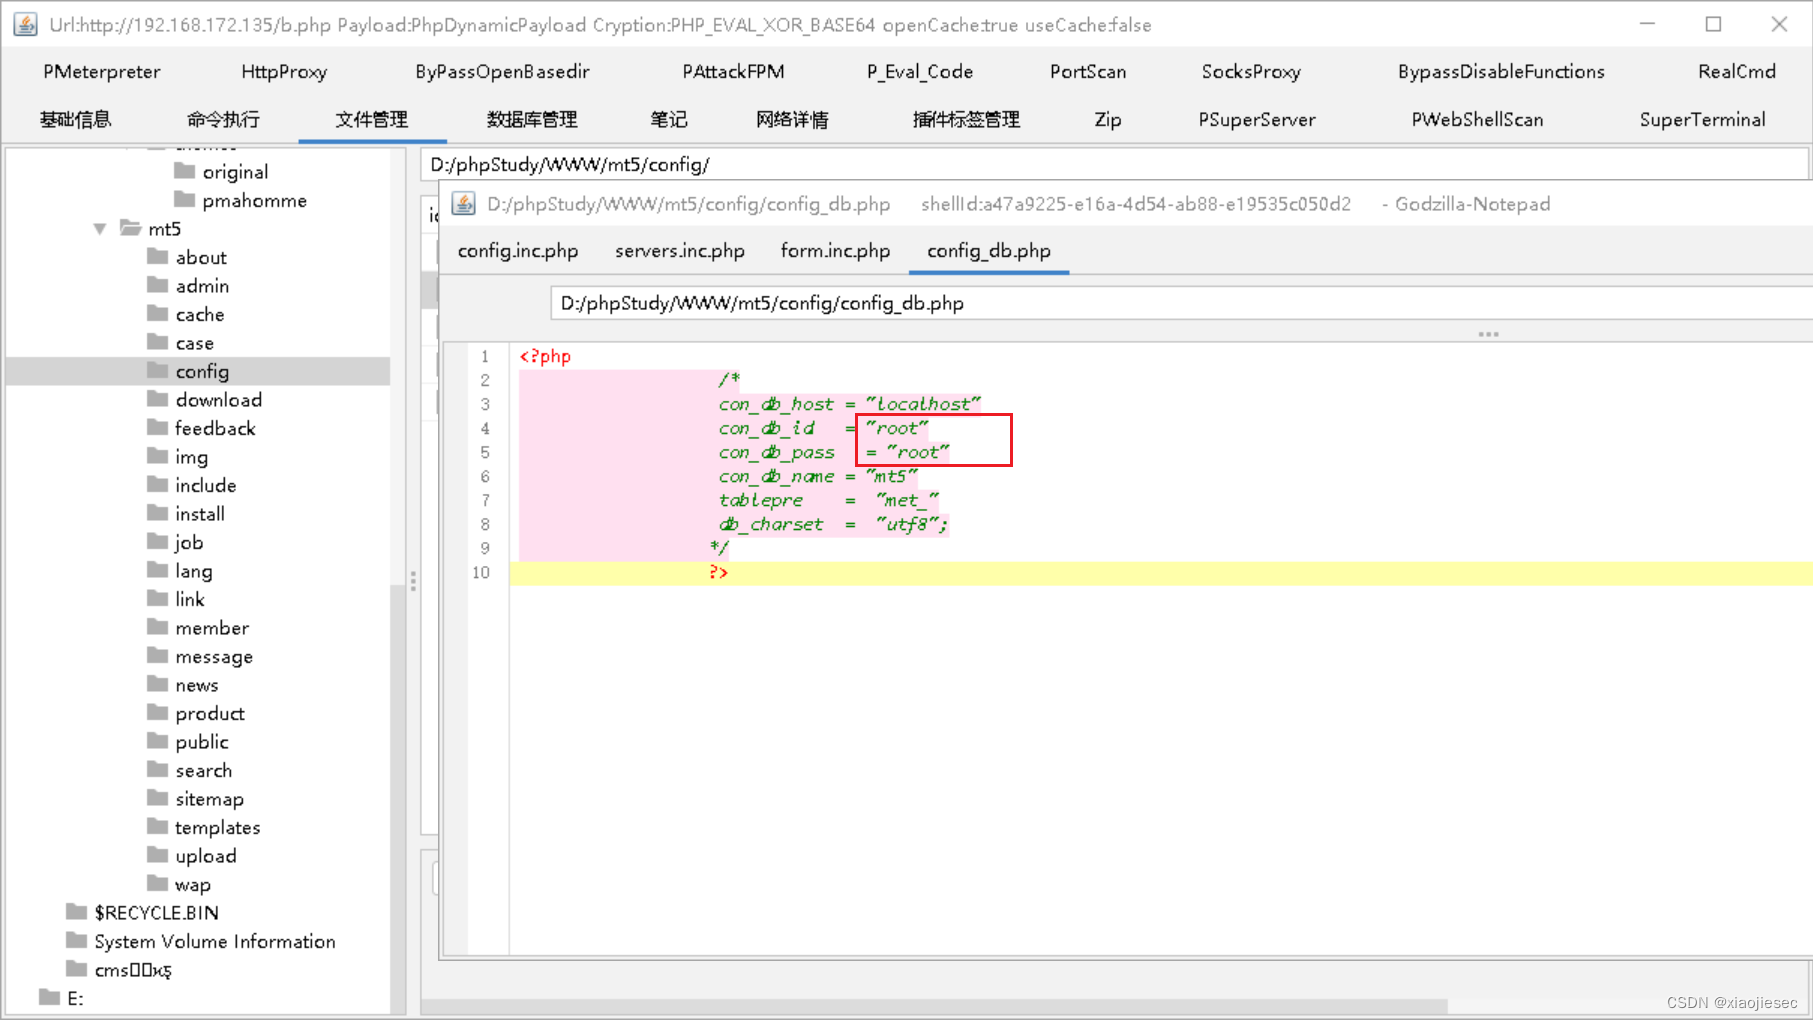 Url:http://192.168.172.135/b.php Payload:PhpDynamicPayload Cryption:PHP_EVAL_XOR_BASE64 openCache:true useCache:false
PMeterpreter HttpProxy ByPassOpenBasedir PAttackFPM P_Eval_Code PortScan SocksProxy BypassDisableFunctions RealCmd
基础信息 命令执行 文件管理 数据库管理 笔记 网络详情 插件标签管理 Zip PSuperServer PWebShellScan SuperTerminal
original
pmahomme
mt5
about
admin
cache
case
config
download
feedback
img
include
install
job
lang
link
member
message
news
product
public
search
sitemap
templates
upload
wap
$RECYCLE.BIN
System Volume Information
cms
E:
D:/phpStudy/WWW/mt5/config/
D:/phpStudy/WWW/mt5/config/config_db.php shellId:a47a9225-e16a-4d54-ab88-e19535c050d2 - Godzilla-Notepad
config.inc.php servers.inc.php form.inc.php config_db.php
D:/phpStudy/WWW/mt5/config/config_db.php
1 <?php
2 /*
3 con_db_host = "localhost"
4 con_db_id = "root"
5 con_db_pass = "root"
6 con_db_name = "mt5"
7 tablepre = "met_"
8 db_charset = "utf8";
9 */
10 ?>
CSDN @xiaojiesec